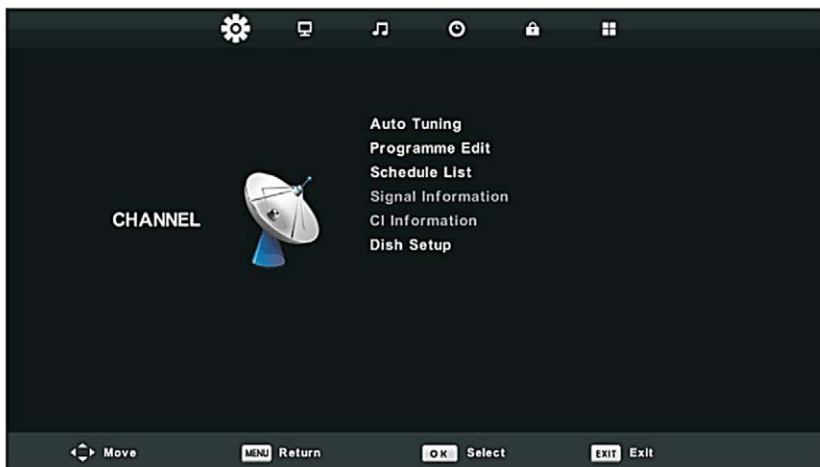 Auto Tuning
Programme Edit
Schedule List
Signal Information
CI Information
Dish Setup
CHANNEL
Move MENU Return OK Select EXIT Exit